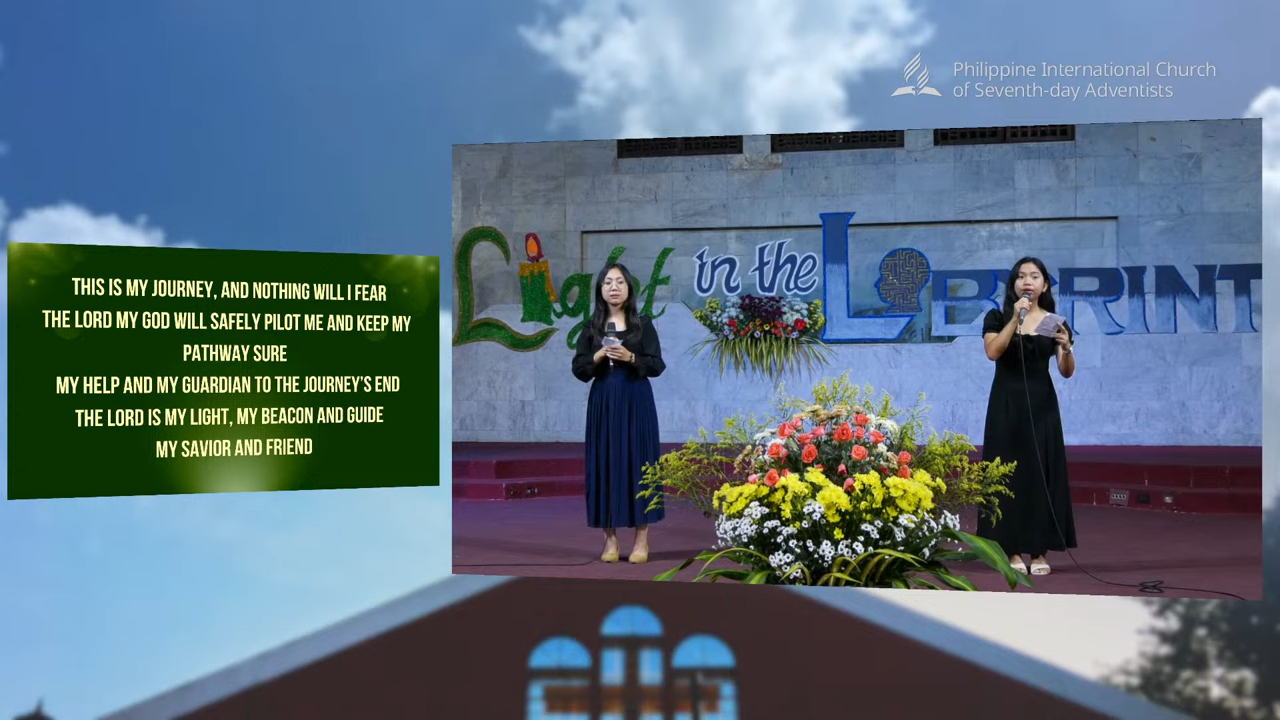 Philippine International Church
of Seventh-day Adventists
Light in the LABYRINT
THIS IS MY JOURNEY, AND NOTHING WILL I FEAR
THE LORD MY GOD WILL SAFELY PILOT ME AND KEEP MY
PATHWAY SURE
MY HELP AND MY GUARDIAN TO THE JOURNEY'S END
THE LORD IS MY LIGHT, MY BEACON AND GUIDE
MY SAVIOR AND FRIEND